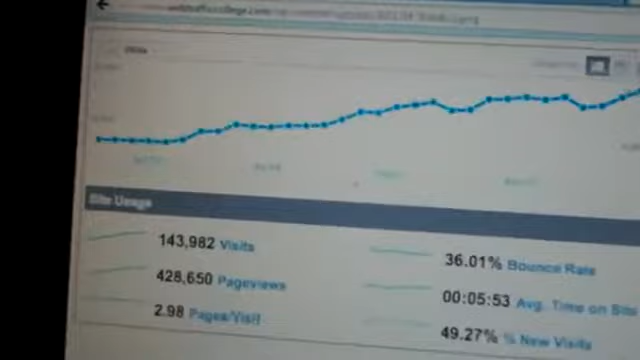 Visits
Site Usage
143,982 Visits
36.01% Bounce Rate
428,650 Pageviews
00:05:53 Avg. Time on Site
2.98 Pages/Visit
49.27% % New Visits